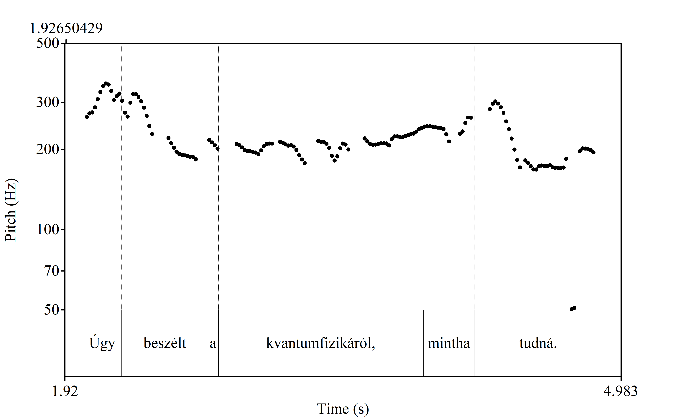 1.92650429
500
300
200
100
70
50
Pitch (Hz)
Úgy beszélt a kvantumfizikáról, mintha tudná.
1.92 4.983
Time (s)